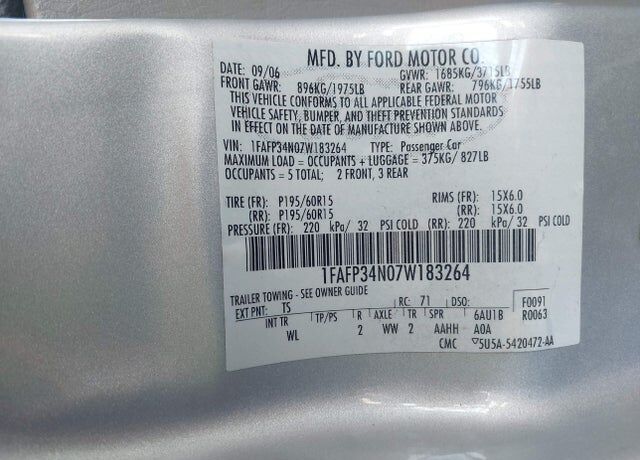 MFD. BY FORD MOTOR CO.
DATE: 09/06 GVWR: 1685KG/3715LB
FRONT GAWR: 896KG/1975LB REAR GAWR: 796KG/1755LB
THIS VEHICLE CONFORMS TO ALL APPLICABLE FEDERAL MOTOR
VEHICLE SAFETY, BUMPER, AND THEFT PREVENTION STANDARDS
IN EFFECT ON THE DATE OF MANUFACTURE SHOWN ABOVE.
VIN: 1FAFP34N07W183264 TYPE: Passenger Car
MAXIMUM LOAD = OCCUPANTS + LUGGAGE = 375KG/ 827LB
OCCUPANTS = 5 TOTAL; 2 FRONT, 3 REAR
TIRE (FR): P195/60R15 RIMS (FR): 15X6.0
(RR): P195/60R15 (RR): 15X6.0
PRESSURE (FR): 220 kPa/ 32 PSI COLD (RR): 220 kPa/ 32 PSI COLD
1FAFP34N07W183264
TRAILER TOWING - SEE OWNER GUIDE
EXT PNT: TS RC: 71 DSO: F0091
INT TR TP/PS R AXLE TR SPR 6AU1B R0063
WL 2 WW 2 AAHH A0A
CMC ▽5U5A-5420472-AA